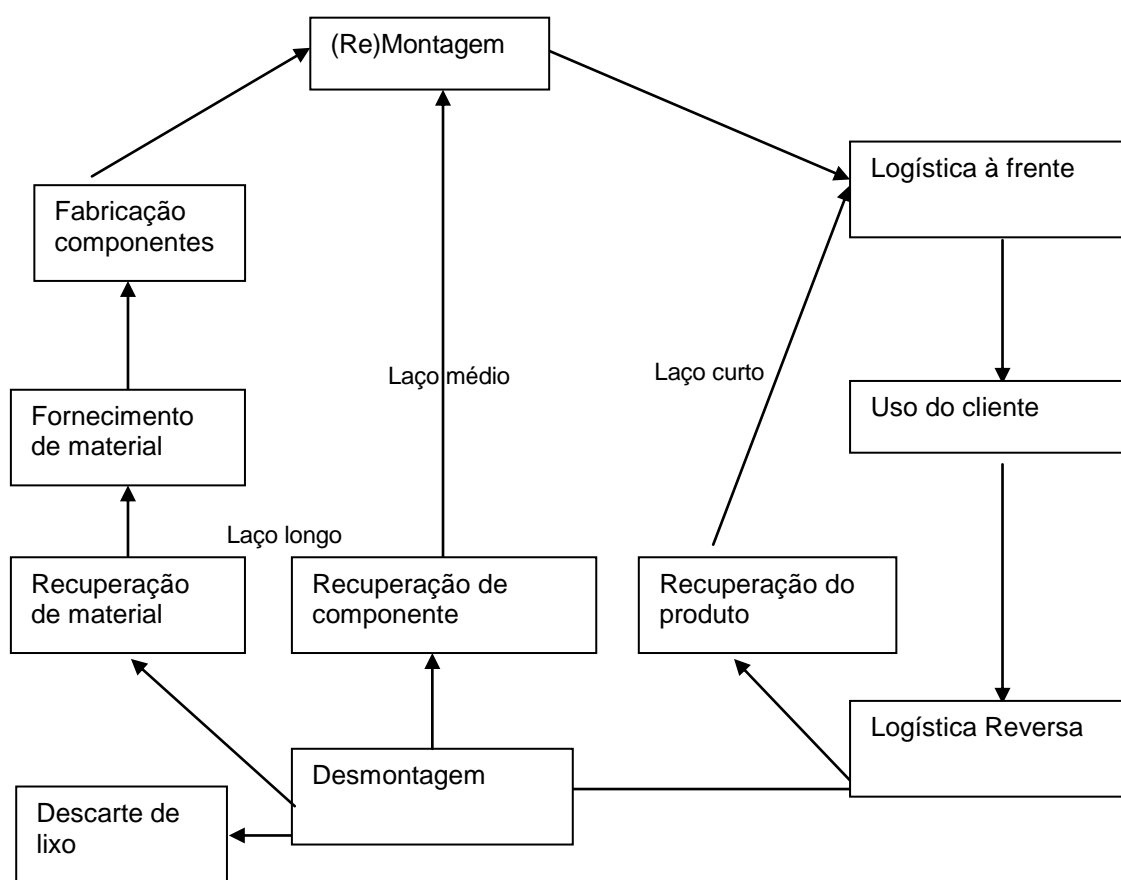 (Re)Montagem
Logística à frente
Fabricação
componentes
Laço médio
Laço curto
Uso do cliente
Fornecimento
de material
Laço longo
Recuperação
de material
Recuperação de
componente
Recuperação do
produto
Logística Reversa
Desmontagem
Descarte de
lixo